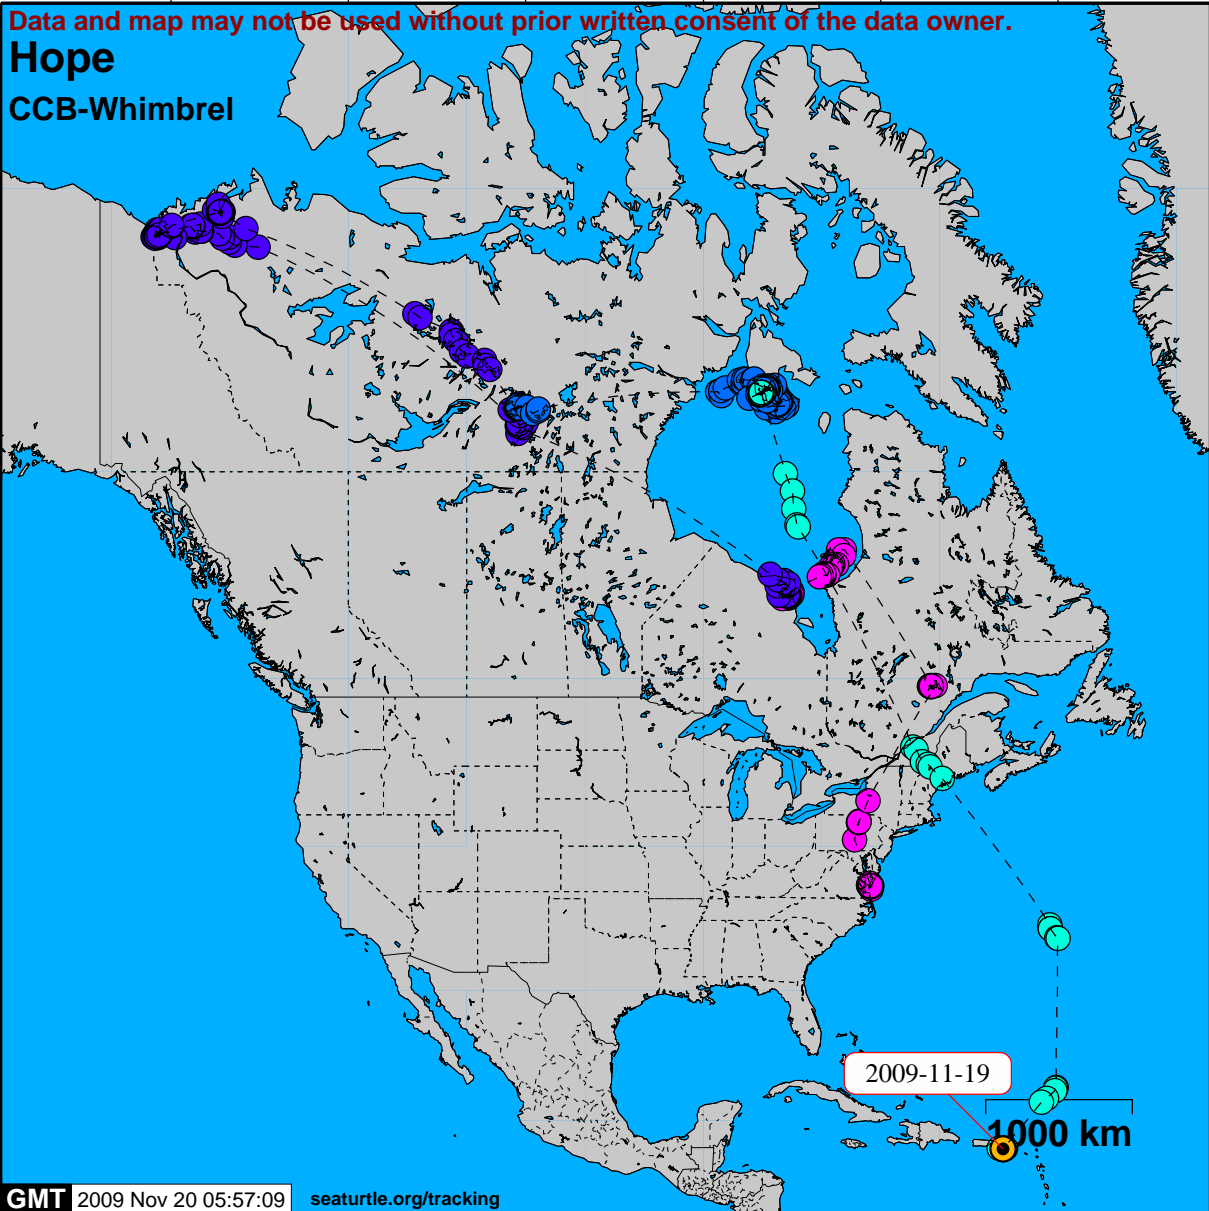 Data and map may not be used without prior written consent of the data owner.
Hope
CCB-Whimbrel
2009-11-19
1000 km
GMT 2009 Nov 20 05:57:09 seaturtle.org/tracking